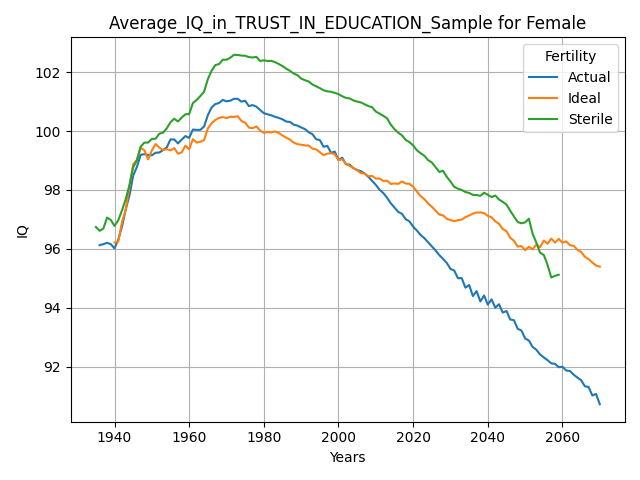 Average_IQ_in_TRUST_IN_EDUCATION_Sample for Female
Fertility
Actual
Ideal
Sterile
IQ
102
100
98
96
94
92
1940
1960
1980
2000
2020
2040
2060
Years